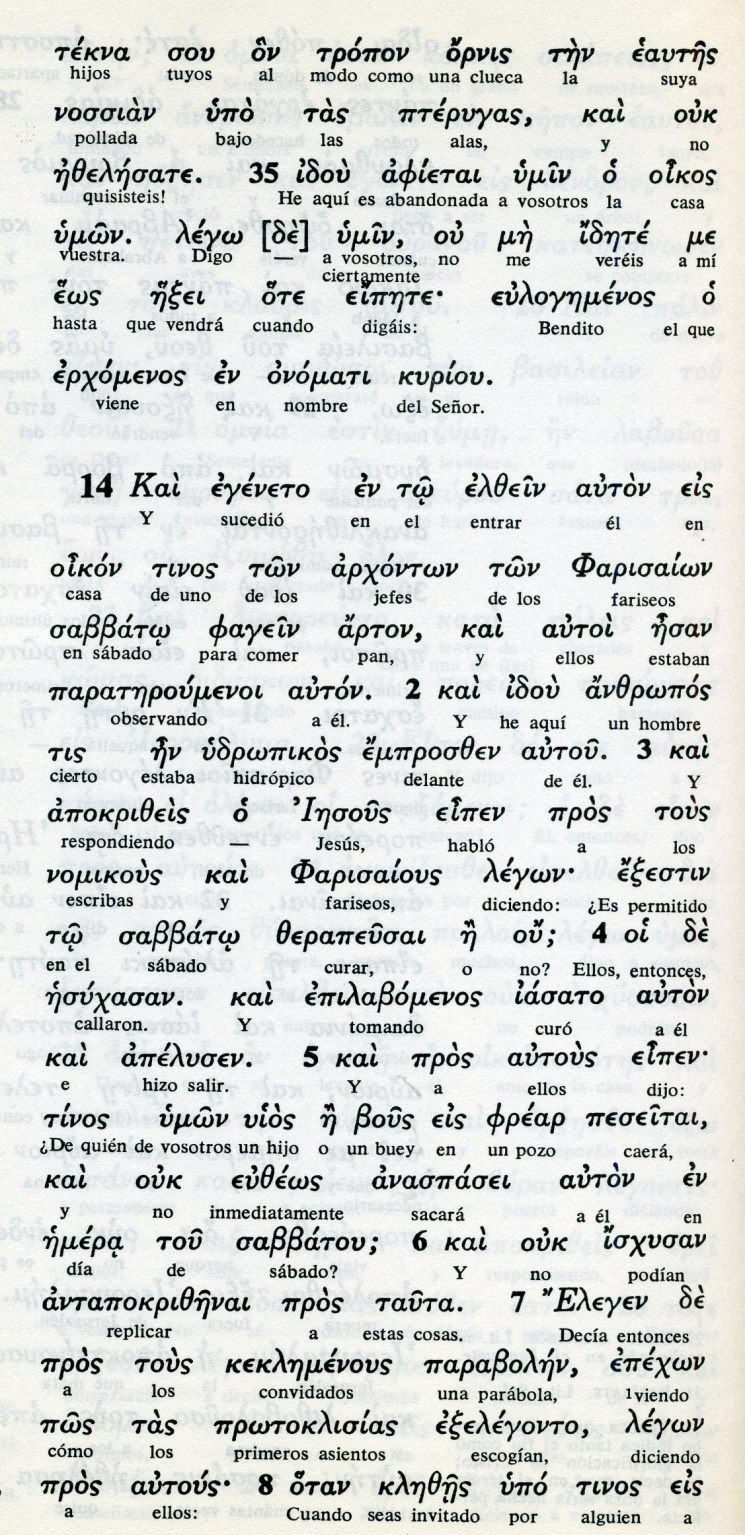 τέκνα σου ὃν τρόπον ὄρνις τὴν ἑαυτῆς
hijos tuyos al modo como una clueca la suya
νοσσιὰν ὑπὸ τὰς πτέρυγας, καὶ οὐκ
pollada bajo las alas, y no
ἠθελήσατε. 35 ἰδοὺ ἀφίεται ὑμῖν ὁ οἶκος
quisisteis! He aquí es abandonada a vosotros la casa
ὑμῶν. λέγω [δὲ] ὑμῖν, οὐ μὴ ἴδητέ με
vuestra. Digo — a vosotros, no me veréis a mí
ciertamente
ἕως ἥξει ὅτε εἴπητε. εὐλογημένος ὁ
hasta que vendrá cuando digáis: Bendito el que
ἐρχόμενος ἐν ὀνόματι κυρίου.
viene en nombre del Señor.
14 Καὶ ἐγένετο ἐν τῷ ἐλθεῖν αὐτὸν εἰς
Y sucedió en el entrar él en
οἶκόν τινος τῶν ἀρχόντων τῶν Φαρισαίων
casa de uno de los jefes de los fariseos
σαββάτῳ φαγεῖν ἄρτον, καὶ αὐτοὶ ἦσαν
en sábado para comer pan, y ellos estaban
παρατηρούμενοι αὐτόν. 2 καὶ ἰδοὺ ἄνθρωπός
observando a él. Y he aquí un hombre
τις ἦν ὑδρωπικὸς ἔμπροσθεν αὐτοῦ. 3 καὶ
cierto estaba hidrópico delante de él. Y
ἀποκριθεὶς ὁ Ἰησοῦς εἶπεν πρὸς τοὺς
respondiendo — Jesús, habló a los
νομικοὺς καὶ Φαρισαίους λέγων· ἔξεστιν
escribas y fariseos, diciendo: ¿Es permitido
τῷ σαββάτῳ θεραπεῦσαι ἢ οὔ; 4 οἱ δὲ
en el sábado curar, o no? Ellos, entonces,
ἡσύχασαν. καὶ ἐπιλαβόμενος ἰάσατο αὐτὸν
callaron. Y tomando curó a él
καὶ ἀπέλυσεν. 5 καὶ πρὸς αὐτοὺς εἶπεν·
e hizo salir. Y a ellos dijo:
τίνος ὑμῶν υἱὸς ἢ βοῦς εἰς φρέαρ πεσεῖται,
¿De quién de vosotros un hijo o un buey en un pozo caerá,
καὶ οὐκ εὐθέως ἀνασπάσει αὐτὸν ἐν
y no inmediatamente sacará a él en
ἡμέρᾳ τοῦ σαββάτου; 6 καὶ οὐκ ἴσχυσαν
día de sábado? Y no podían
ἀνταποκριθῆναι πρὸς ταῦτα. 7 Ἔλεγεν δὲ
replicar a estas cosas. Decía entonces
πρὸς τοὺς κεκλημένους παραβολήν, ἐπέχων
a los convidados una parábola, lviendo
πῶς τὰς πρωτοκλισίας ἐξελέγοντο, λέγων
cómo los primeros asientos escogían, diciendo
πρὸς αὐτούς· 8 ὅταν κληθῇς ὑπό τινος εἰς
a ellos: Cuando seas invitado por alguien a